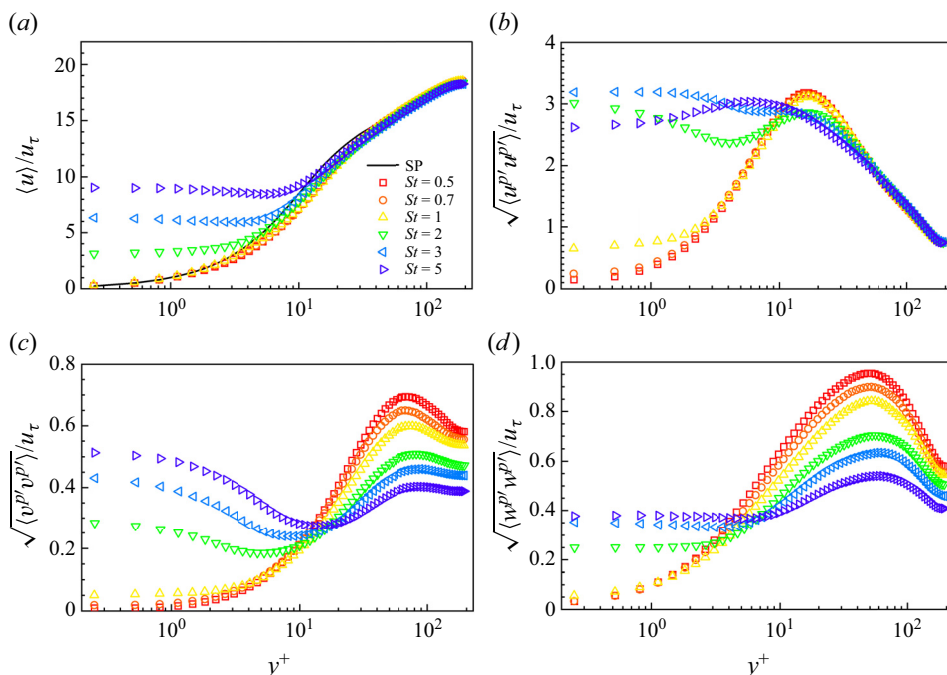 (a)
20
15
10
5
0
⟨u⟩/u_τ
SP
St = 0.5
St = 0.7
St = 1
St = 2
St = 3
St = 5
10^0 10^1 10^2
(b)
4
3
2
1
0
√⟨u^p′ u^p′⟩/u_τ
10^0 10^1 10^2
(c)
0.8
0.6
0.4
0.2
0
√⟨v^p′ v^p′⟩/u_τ
10^0 10^1 10^2
y^+
(d)
1.0
0.8
0.6
0.4
0.2
0
√⟨w^p′ w^p′⟩/u_τ
10^0 10^1 10^2
y^+